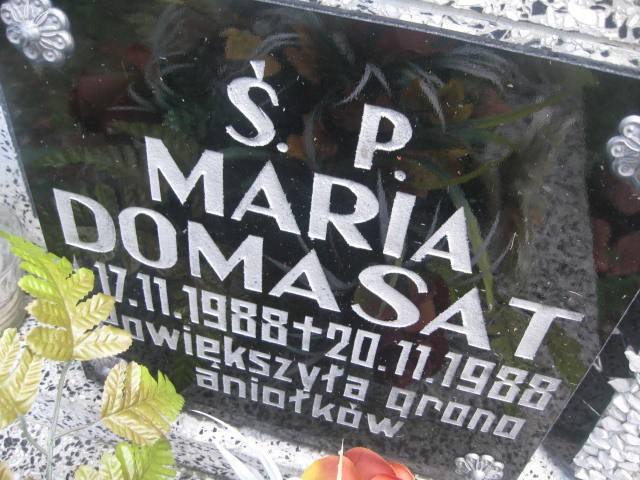 Ś. P.
MARIA
DOMASAT
17.11.1988 † 20.11.1988
powiększyła grono
aniołków